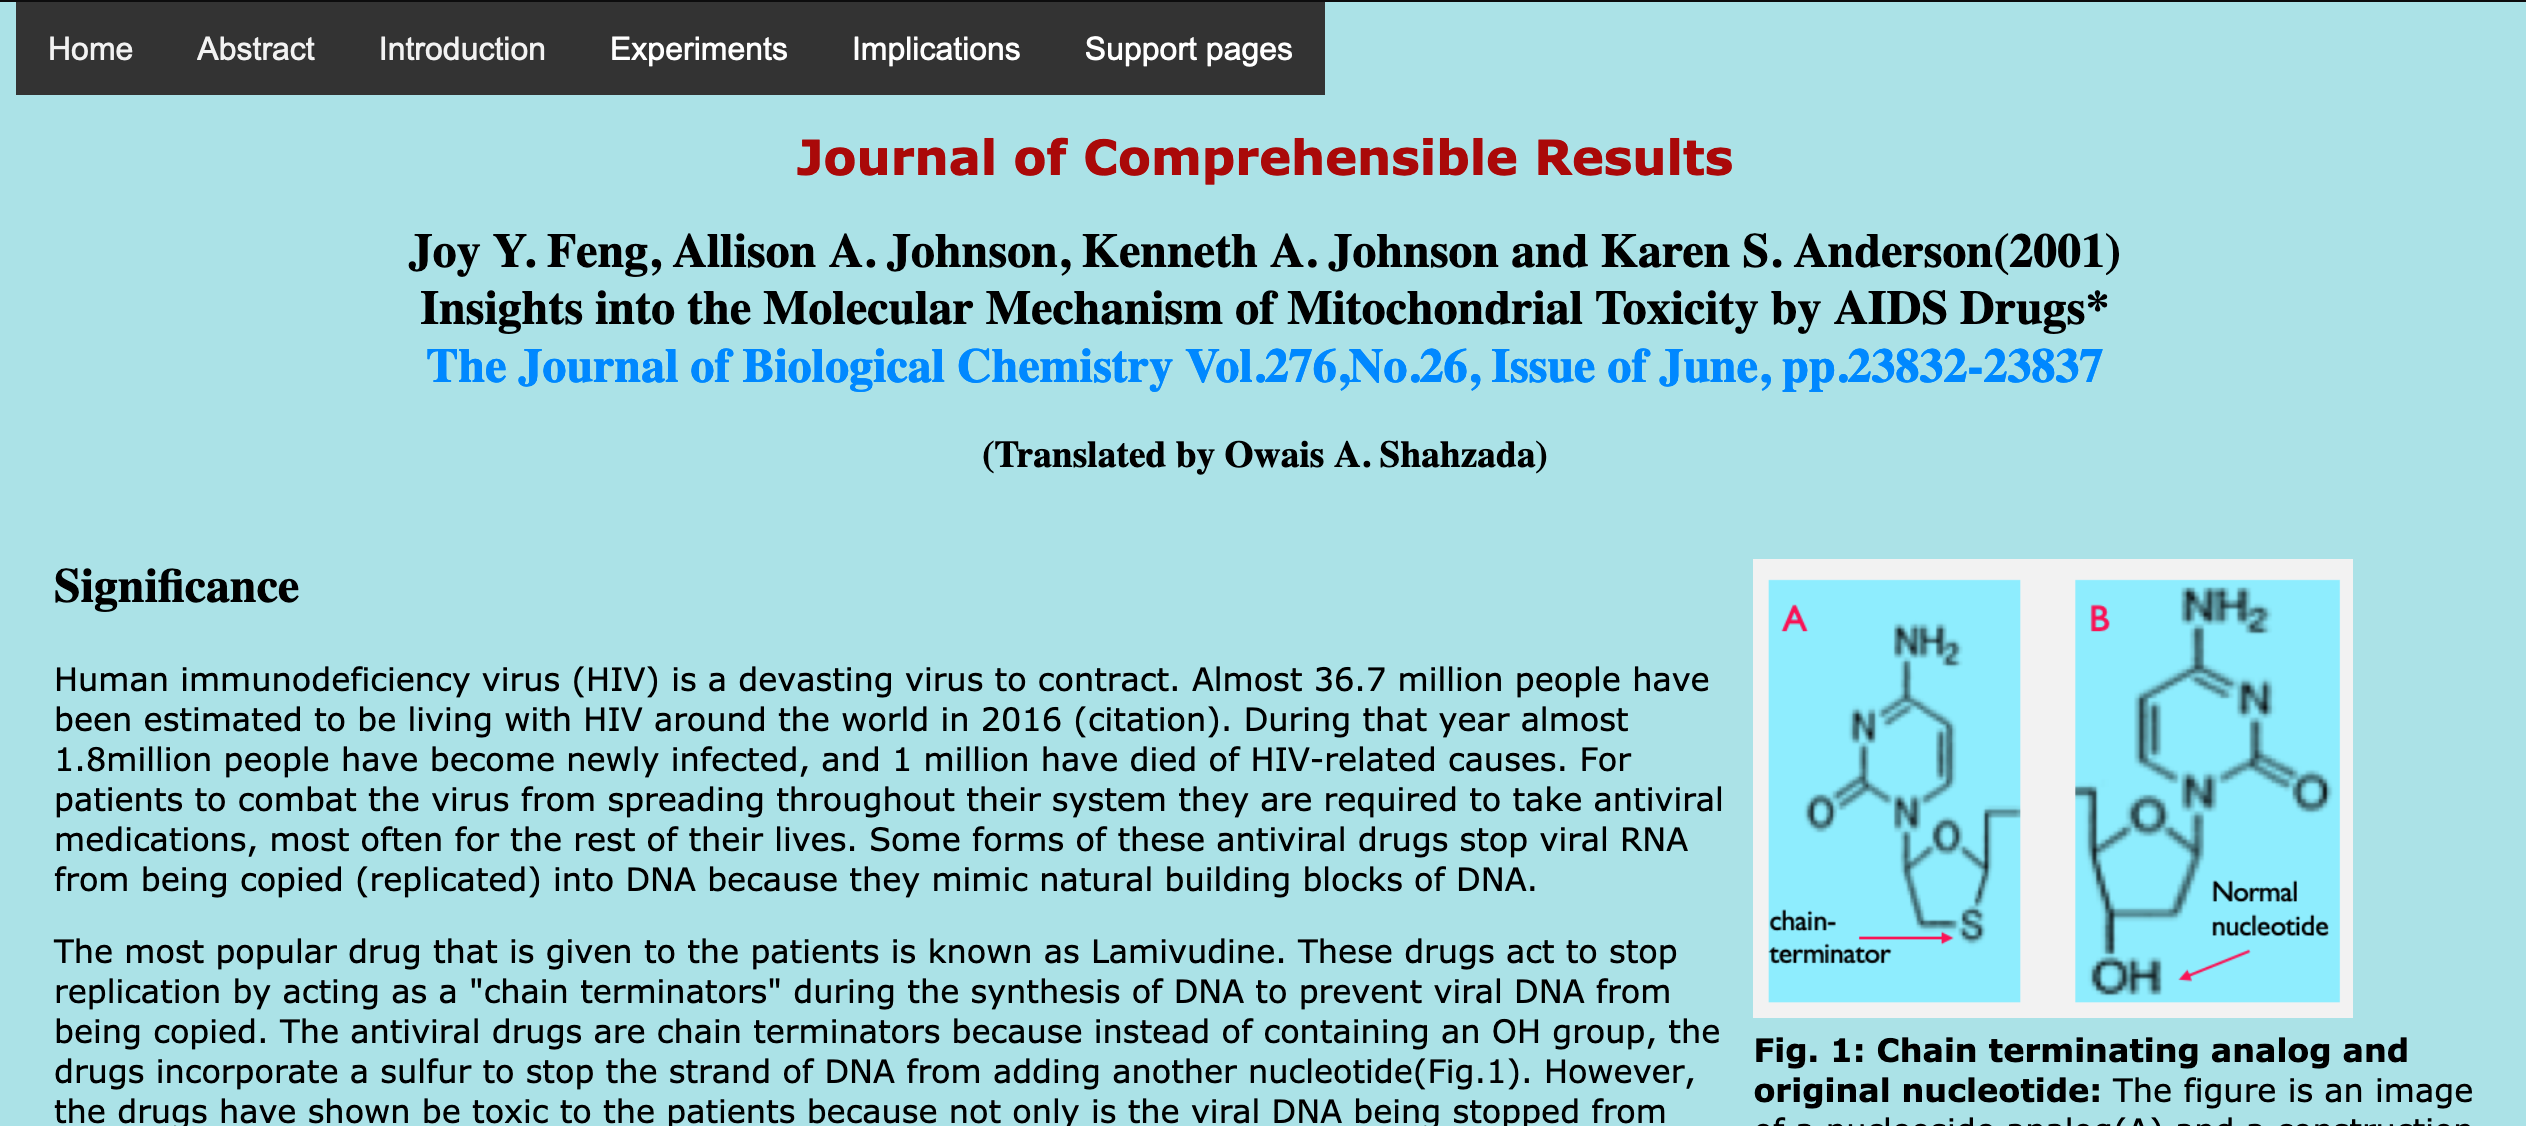 Home Abstract Introduction Experiments Implications Support pages
Journal of Comprehensible Results
Joy Y. Feng, Allison A. Johnson, Kenneth A. Johnson and Karen S. Anderson(2001)
Insights into the Molecular Mechanism of Mitochondrial Toxicity by AIDS Drugs*
The Journal of Biological Chemistry Vol.276,No.26, Issue of June, pp.23832-23837
(Translated by Owais A. Shahzada)
Significance
Human immunodeficiency virus (HIV) is a devasting virus to contract. Almost 36.7 million people have
been estimated to be living with HIV around the world in 2016 (citation). During that year almost
1.8million people have become newly infected, and 1 million have died of HIV-related causes. For
patients to combat the virus from spreading throughout their system they are required to take antiviral
medications, most often for the rest of their lives. Some forms of these antiviral drugs stop viral RNA
from being copied (replicated) into DNA because they mimic natural building blocks of DNA.
The most popular drug that is given to the patients is known as Lamivudine. These drugs act to stop
replication by acting as a "chain terminators" during the synthesis of DNA to prevent viral DNA from
being copied. The antiviral drugs are chain terminators because instead of containing an OH group, the
drugs incorporate a sulfur to stop the strand of DNA from adding another nucleotide(Fig.1). However,
the drugs have shown be toxic to the patients because not only is the viral DNA being stopped from
A
NH2
N
O
N
O
S
chain-
terminator
B
NH2
N
N
O
O
Normal
nucleotide
OH
Fig. 1: Chain terminating analog and
original nucleotide: The figure is an image
of a nucleoside analog(A) and a construction